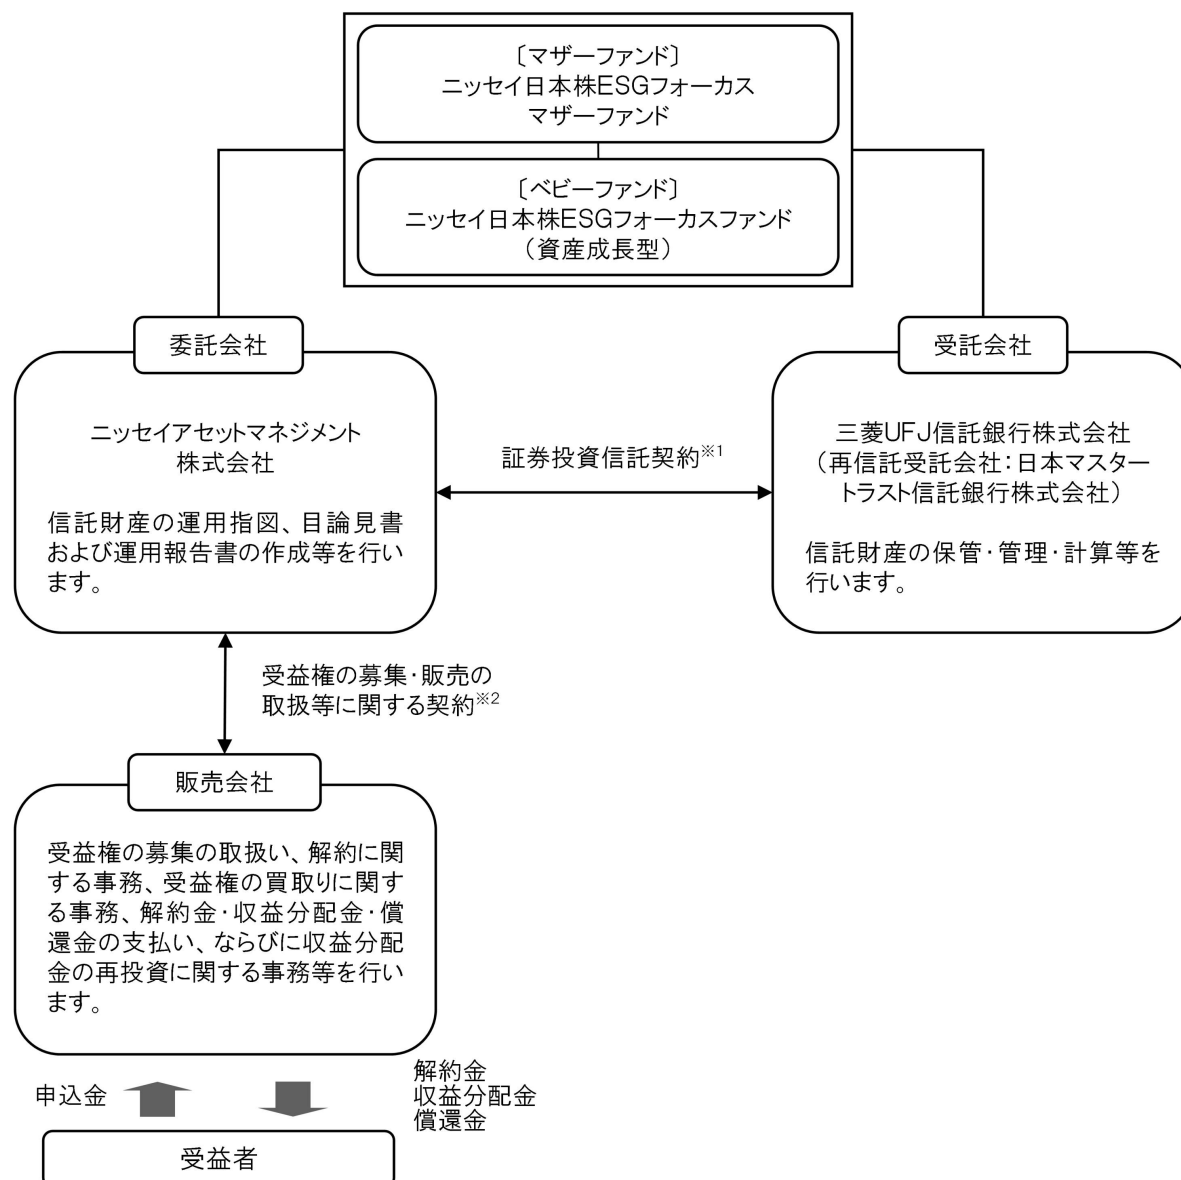 〔マザーファンド〕
ニッセイ日本株ESGフォーカス
マザーファンド
〔ベビーファンド〕
ニッセイ日本株ESGフォーカスファンド
（資産成長型）
委託会社
ニッセイアセットマネジメント
株式会社
信託財産の運用指図、目論見書
および運用報告書の作成等を行い
ます。
証券投資信託契約※1
受託会社
三菱UFJ信託銀行株式会社
（再信託受託会社：日本マスター
トラスト信託銀行株式会社）
信託財産の保管・管理・計算等を
行います。
受益権の募集・販売の
取扱等に関する契約※2
販売会社
受益権の募集の取扱い、解約に関
する事務、受益権の買取りに関す
る事務、解約金・収益分配金・償
還金の支払い、ならびに収益分配
金の再投資に関する事務等を行い
ます。
申込金
解約金
収益分配金
償還金
受益者